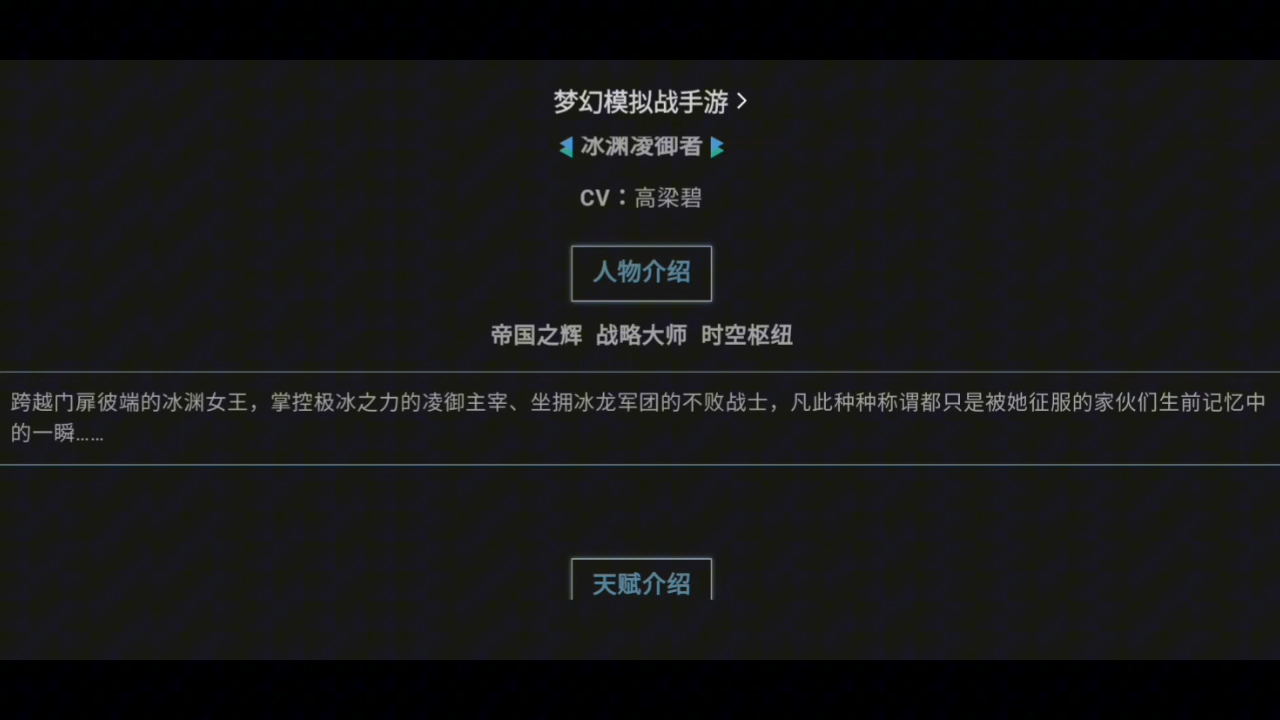 梦幻模拟战手游 >
冰渊凌御者
CV：高梁碧
人物介绍
帝国之辉 战略大师 时空枢纽
跨越门扉彼端的冰渊女王，掌控极冰之力的凌御主宰、坐拥冰龙军团的不败战士，凡此种种称谓都只是被她征服的家伙们生前记忆中
的一瞬……
天赋介绍